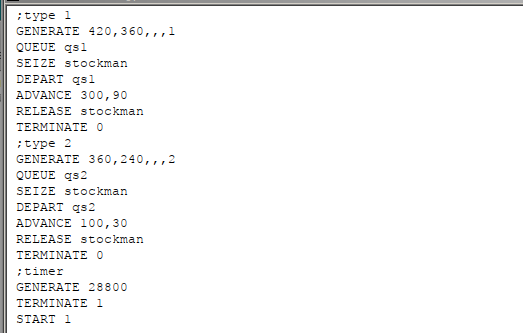 ;type 1
GENERATE 420,360,,,1
QUEUE qs1
SEIZE stockman
DEPART qs1
ADVANCE 300,90
RELEASE stockman
TERMINATE 0
;type 2
GENERATE 360,240,,,2
QUEUE qs2
SEIZE stockman
DEPART qs2
ADVANCE 100,30
RELEASE stockman
TERMINATE 0
;timer
GENERATE 28800
TERMINATE 1
START 1